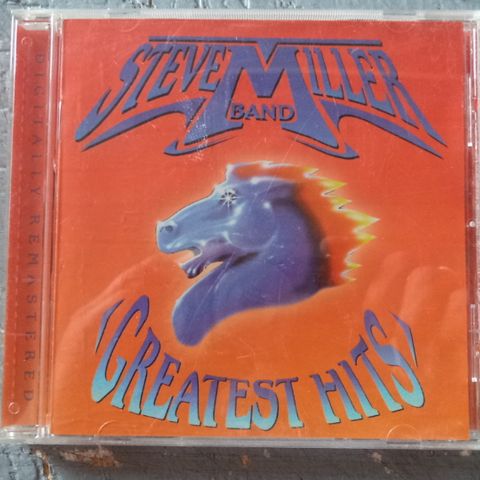 STEVE MILLER
BAND
GREATEST HITS
DIGITALLY REMASTERED